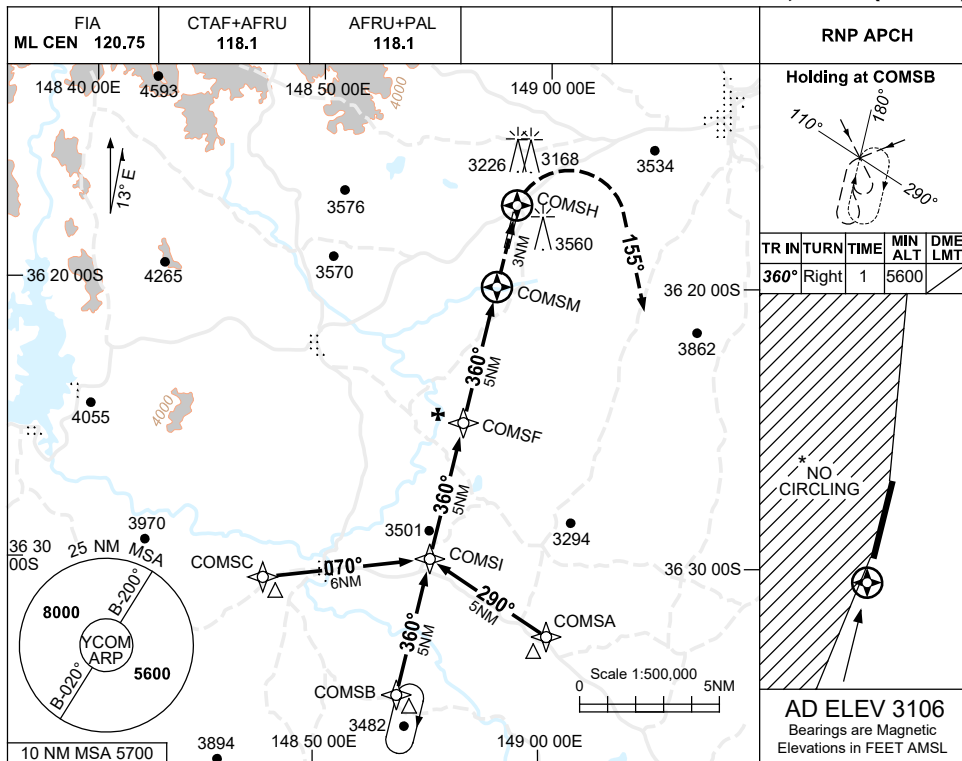 FIA
ML CEN 120.75
CTAF+AFRU
118.1
AFRU+PAL
118.1
RNP APCH
148 40 00E
4593
148 50 00E
4000
149 00 00E
13° E
3226
3168
3534
3576
COMSH
3560
3NM
155°
4265
3570
36 20 00S
COMSM
36 20 00S
3862
360°
5NM
4000
4055
COMSF
360°
5NM
3970
3501
3294
36 30
00S
25 NM MSA
COMSC
070°
6NM
COMSI
36 30 00S
290°
5NM
COMSA
B-200°
8000
YCOM
ARP
5600
B-020°
360°
5NM
COMSB
Scale 1:500,000
0
5NM
3482
3894
148 50 00E
149 00 00E
10 NM MSA 5700
Holding at COMSB
180°
110°
290°
TR IN TURN TIME MIN ALT DME LMT
360° Right 1 5600
*NO
CIRCLING
AD ELEV 3106
Bearings are Magnetic
Elevations in FEET AMSL